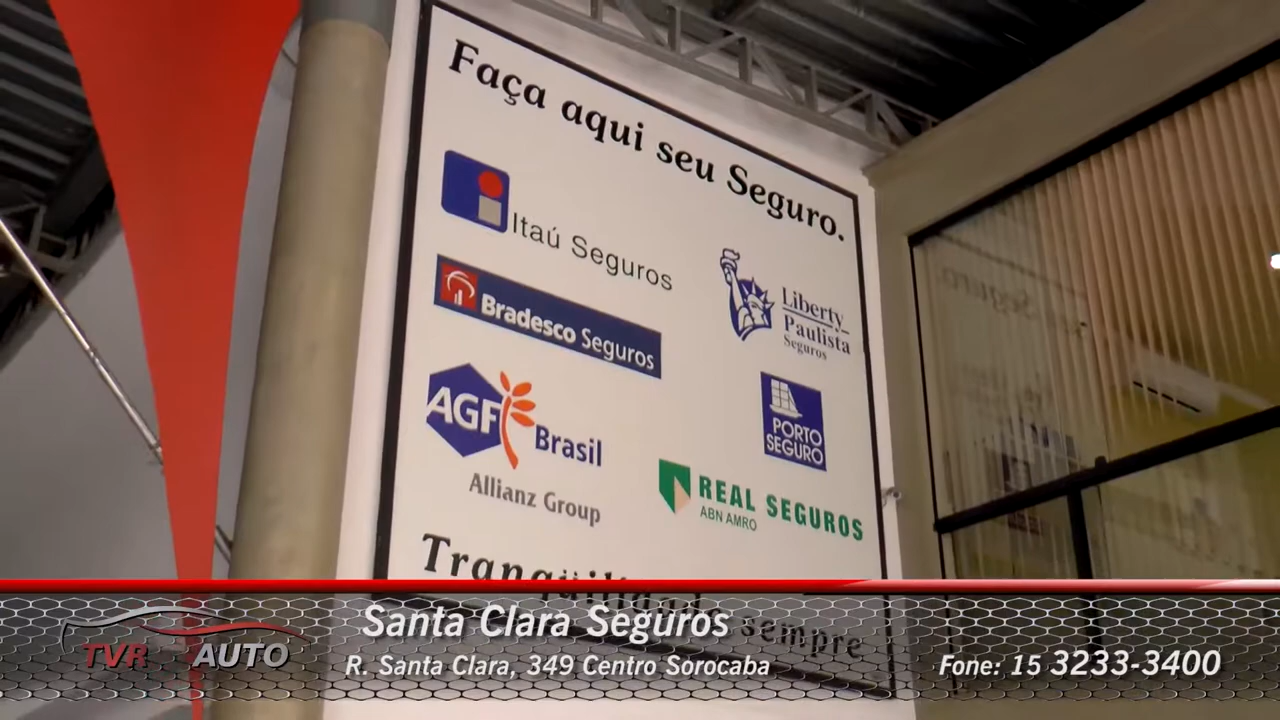 Faça aqui seu Seguro.
Itaú Seguros
Bradesco Seguros
Liberty
Paulista
Seguros
AGF Brasil
Allianz Group
PORTO
SEGURO
REAL SEGUROS
ABN AMRO
sempre
Santa Clara Seguros
R. Santa Clara, 349 Centro Sorocaba
Fone: 15 3233-3400
TVR AUTO